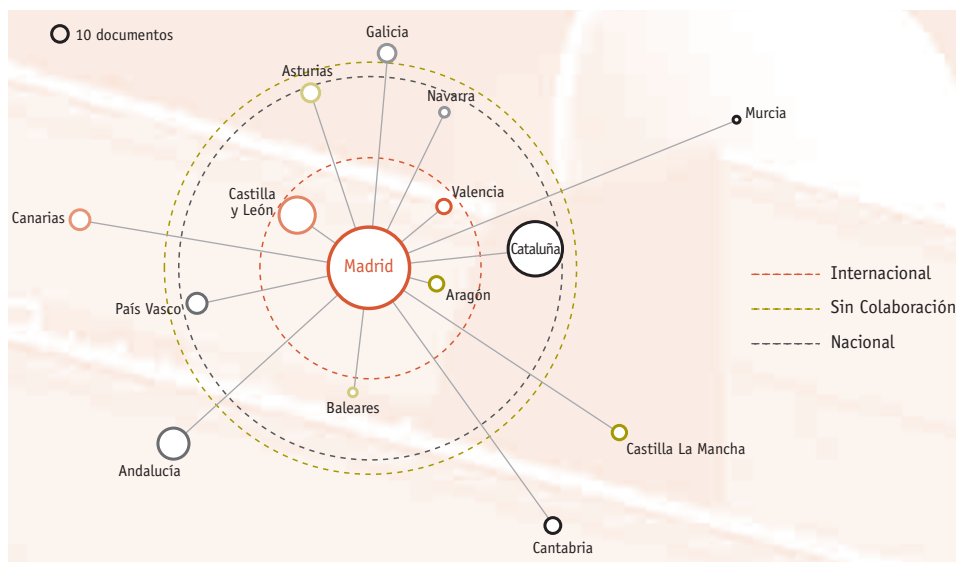 10 documentos
Galicia
Asturias
Navarra
Murcia
Castilla
y León
Valencia
Canarias
Cataluña
Madrid
Internacional
Aragón
País Vasco
Sin Colaboración
Nacional
Baleares
Castilla La Mancha
Andalucía
Cantabria